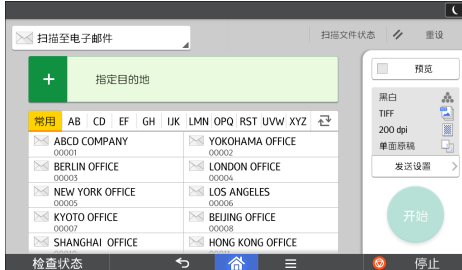 扫描至电子邮件
扫描文件状态 重设
指定目的地
预览
常用 AB CD EF GH IJK LMN OPQ RST UVW XYZ
黑白
TIFF
200 dpi
单面原稿
发送设置
ABCD COMPANY YOKOHAMA OFFICE
00001 00002
BERLIN OFFICE LONDON OFFICE
00003 00004
NEW YORK OFFICE LOS ANGELES
00005 00006
KYOTO OFFICE BEIJING OFFICE
00007 00008
SHANGHAI OFFICE HONG KONG OFFICE
开始
检查状态 停止